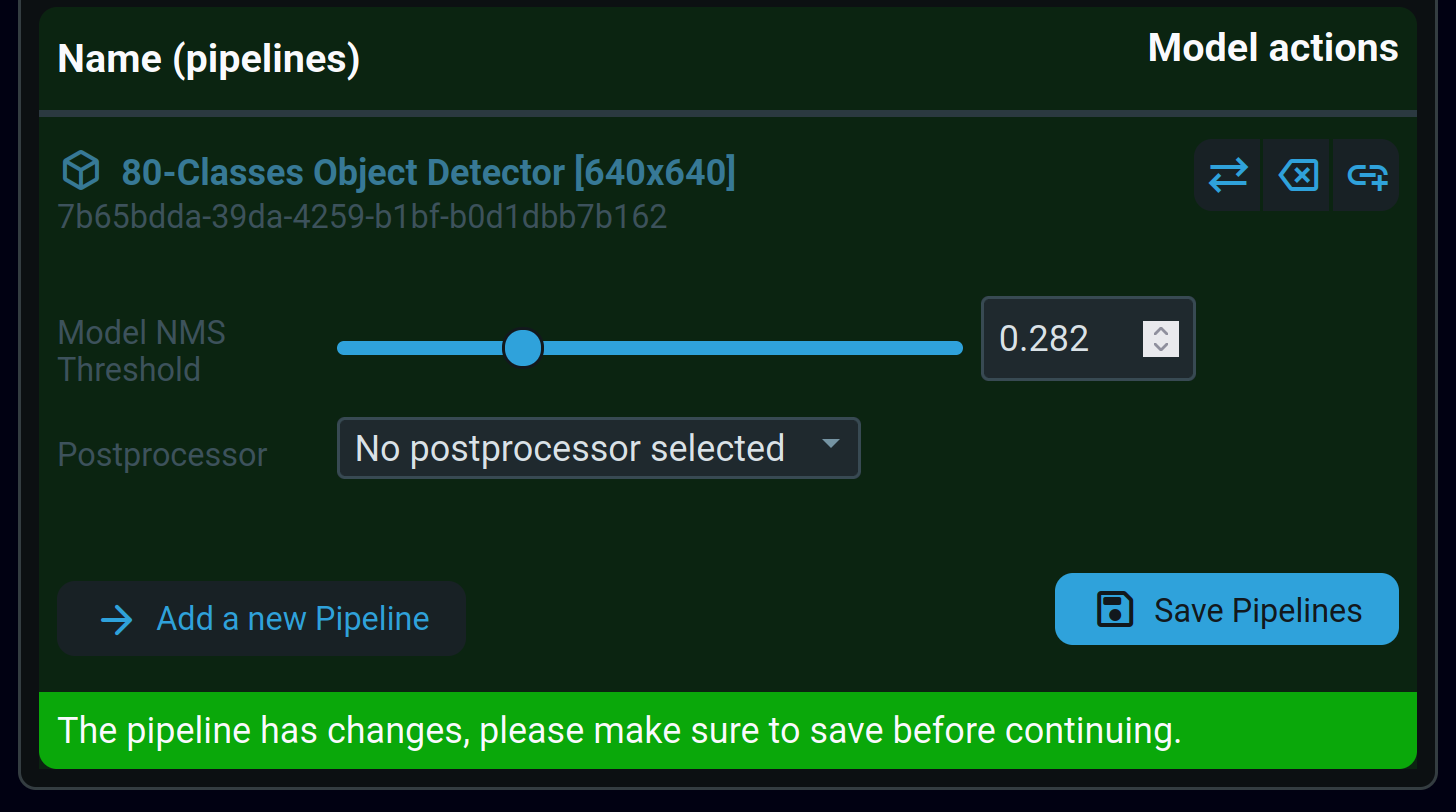 Name (pipelines)
Model actions
80-Classes Object Detector [640x640]
7b65bdda-39da-4259-b1bf-b0d1dbb7b162
Model NMS
Threshold
0.282
Postprocessor
No postprocessor selected
Add a new Pipeline
Save Pipelines
The pipeline has changes, please make sure to save before continuing.